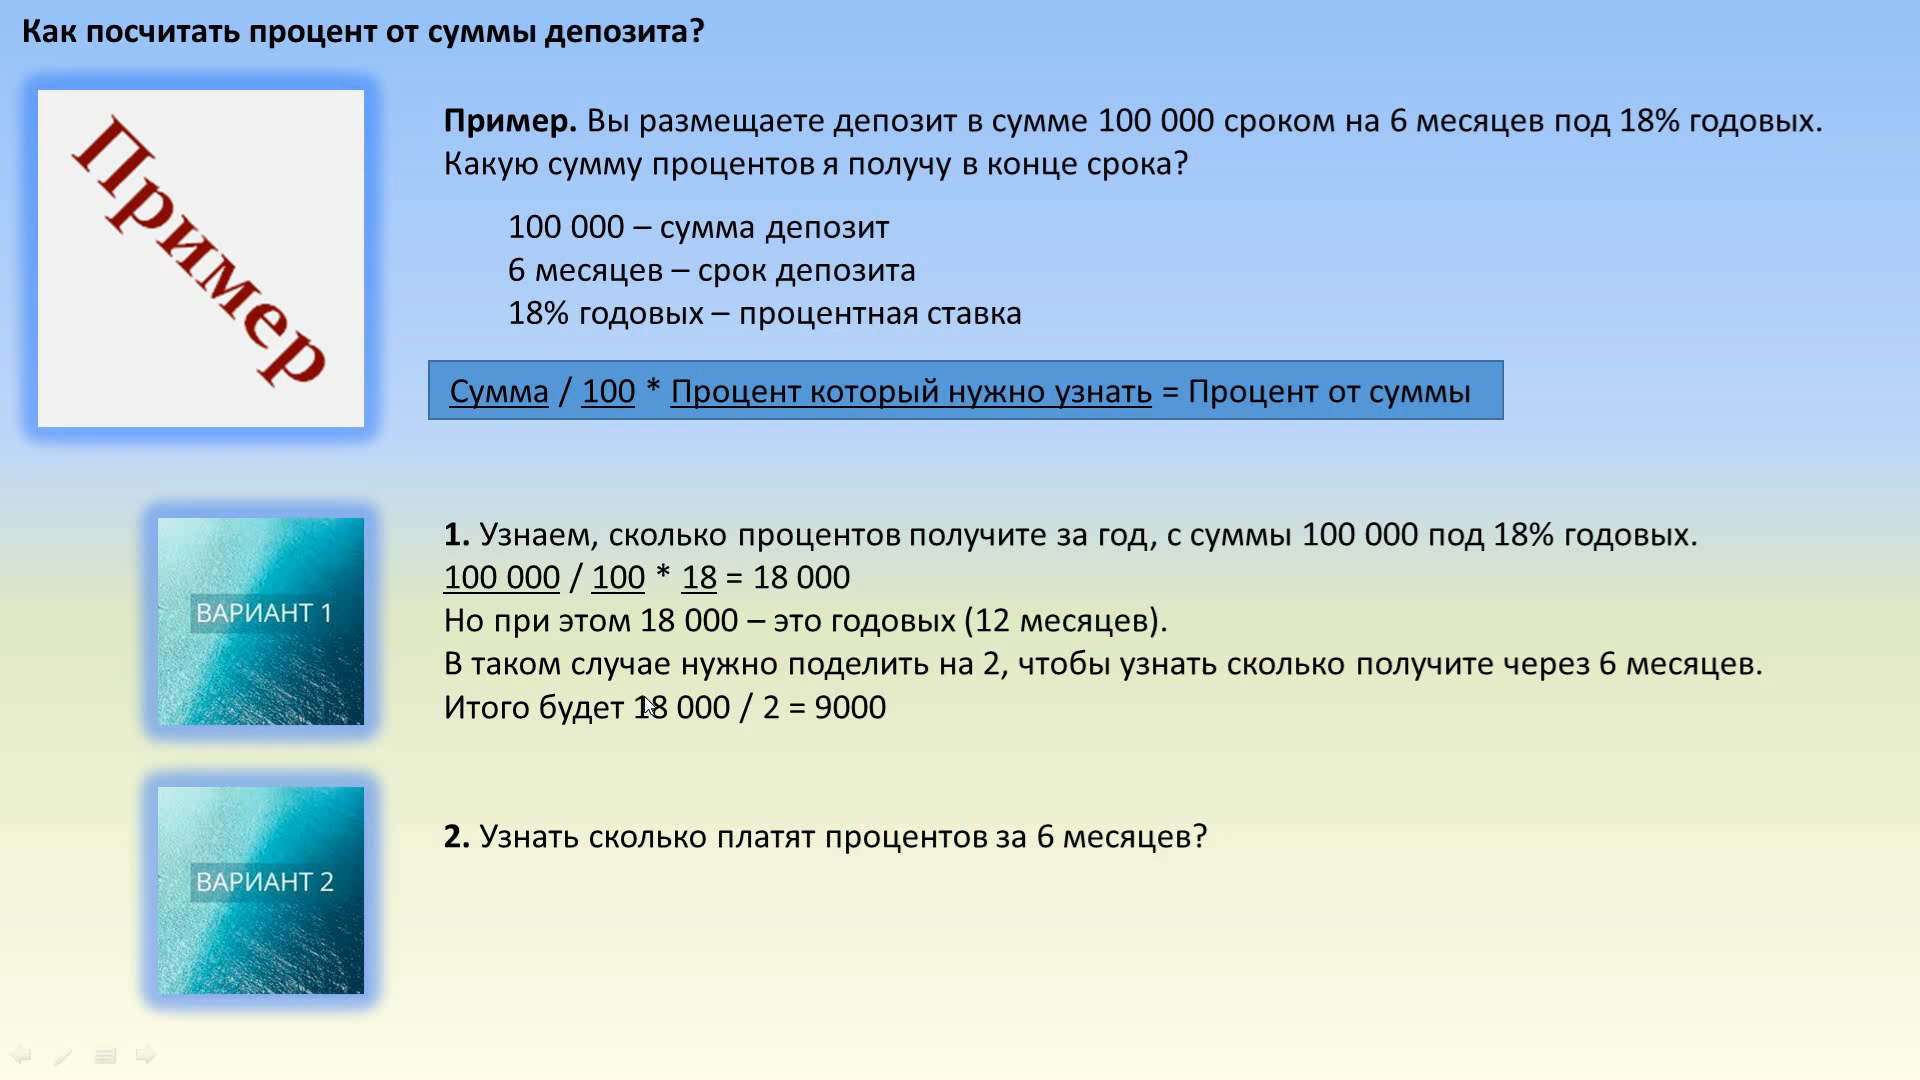 Как посчитать процент от суммы депозита?
Пример
Пример. Вы размещаете депозит в сумме 100 000 сроком на 6 месяцев под 18% годовых.
Какую сумму процентов я получу в конце срока?
100 000 – сумма депозит
6 месяцев – срок депозита
18% годовых – процентная ставка
Сумма / 100 * Процент который нужно узнать = Процент от суммы
ВАРИАНТ 1
1. Узнаем, сколько процентов получите за год, с суммы 100 000 под 18% годовых.
100 000 / 100 * 18 = 18 000
Но при этом 18 000 – это годовых (12 месяцев).
В таком случае нужно поделить на 2, чтобы узнать сколько получите через 6 месяцев.
Итого будет 18 000 / 2 = 9000
ВАРИАНТ 2
2. Узнать сколько платят процентов за 6 месяцев?